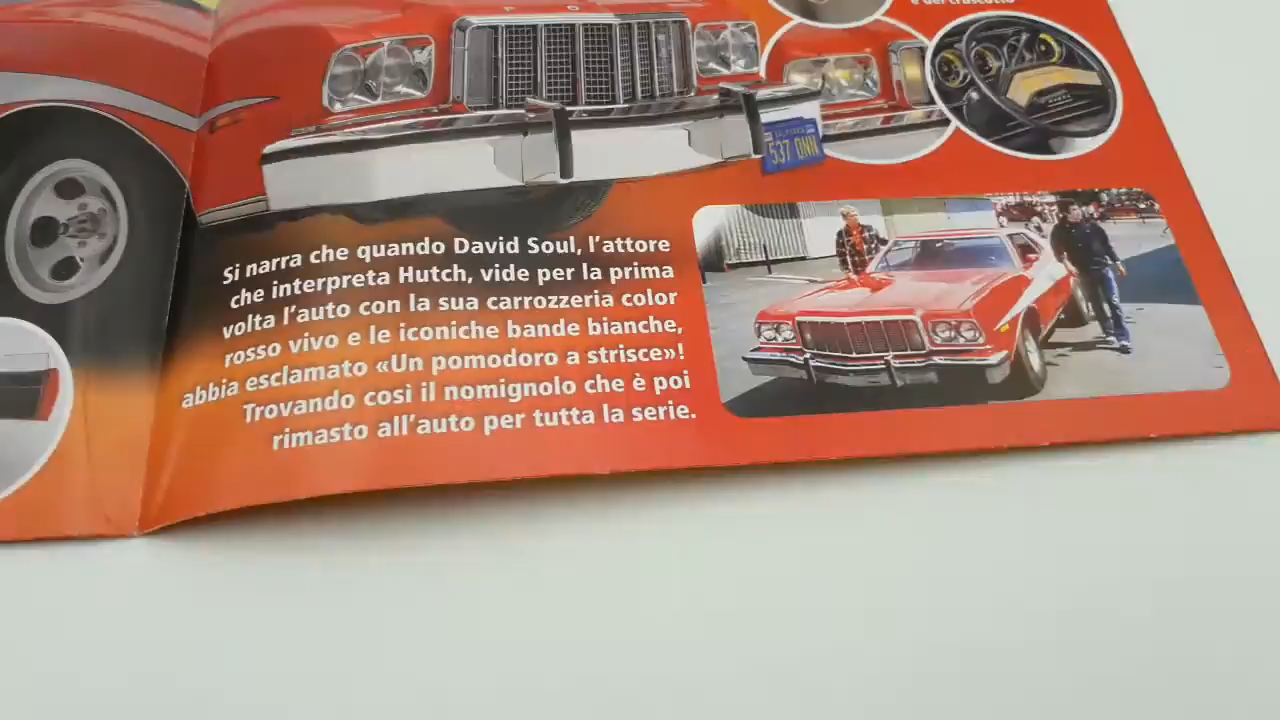 e del cruscotto
537 ONN
Si narra che quando David Soul, l'attore
che interpreta Hutch, vide per la prima
volta l'auto con la sua carrozzeria color
rosso vivo e le iconiche bande bianche,
abbia esclamato «Un pomodoro a strisce»!
Trovando così il nomignolo che è poi
rimasto all'auto per tutta la serie.